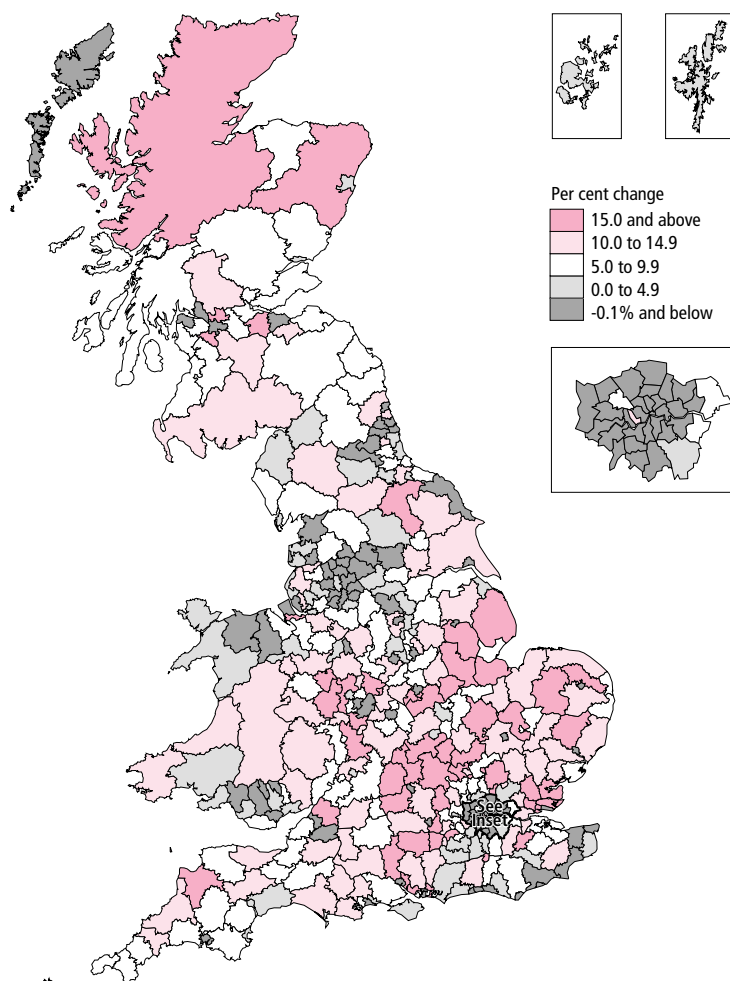 Per cent change
15.0 and above
10.0 to 14.9
5.0 to 9.9
0.0 to 4.9
-0.1% and below
See
Inset